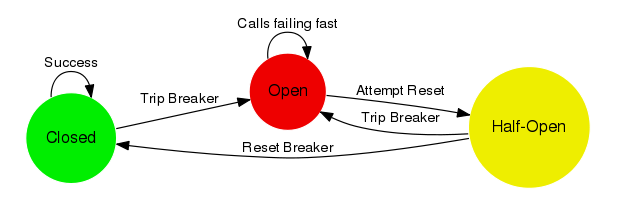 Calls failing fast
Success
Open
Attempt Reset
Trip Breaker
Trip Breaker
Half-Open
Closed
Reset Breaker